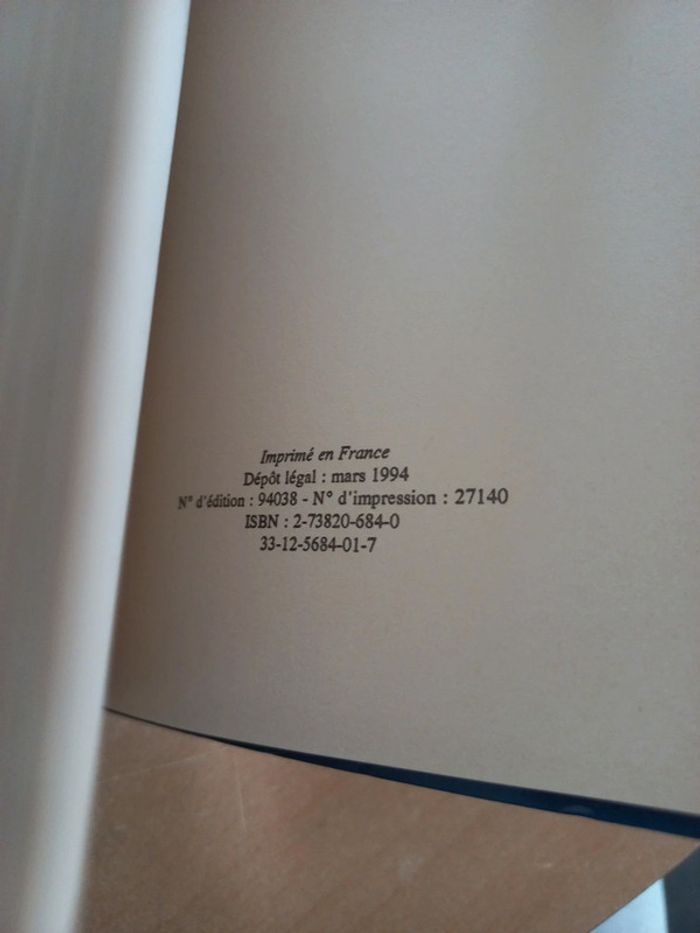 Imprimé en France
Dépôt légal : mars 1994
N° d'édition : 94038 - N° d'impression : 27140
ISBN : 2-73820-684-0
33-12-5684-01-7